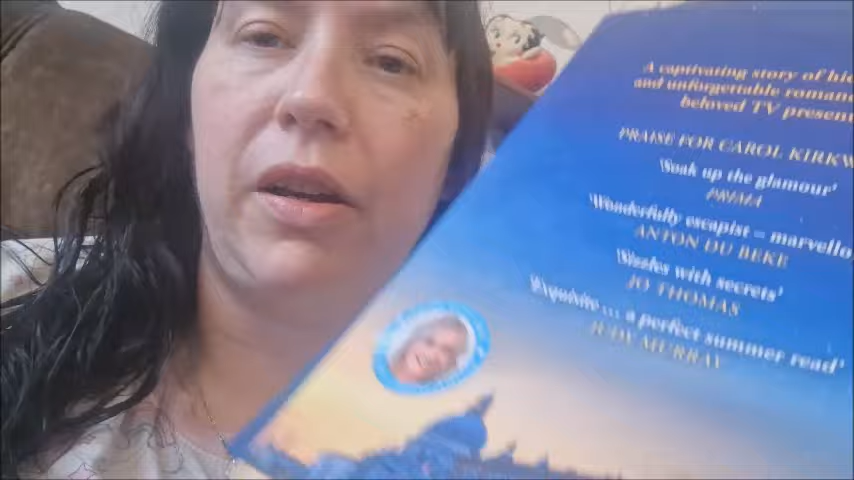 A captivating story of
and unforgettable
beloved TV
PRAISE FOR CAROL
'Soak up the glamour'
PRIMA
'Wonderfully escapist –
ANTON DU BEKE
'Sizzles with secrets'
JO THOMAS
'Exquisite ... a perfect summer read'
JUDY MURRAY